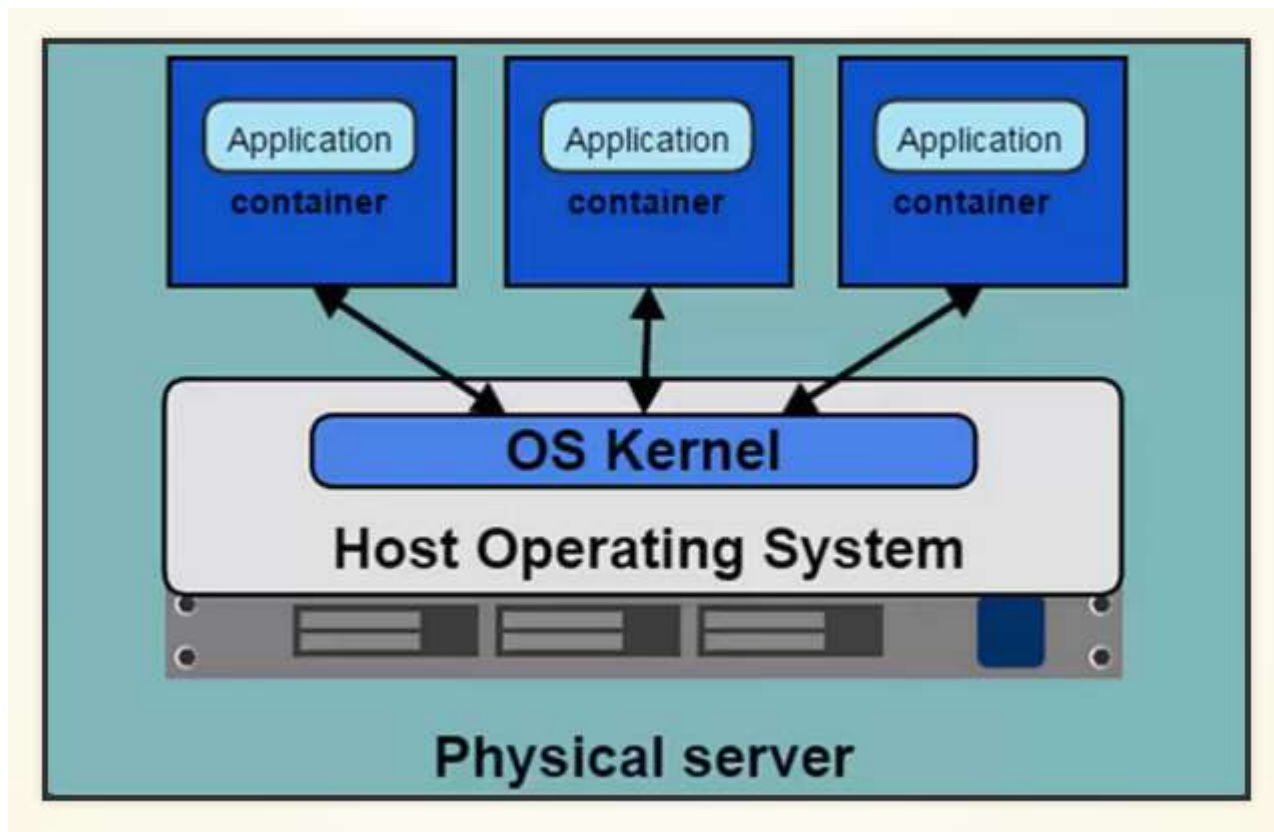 Application
container
Application
container
Application
container
OS Kernel
Host Operating System
Physical server